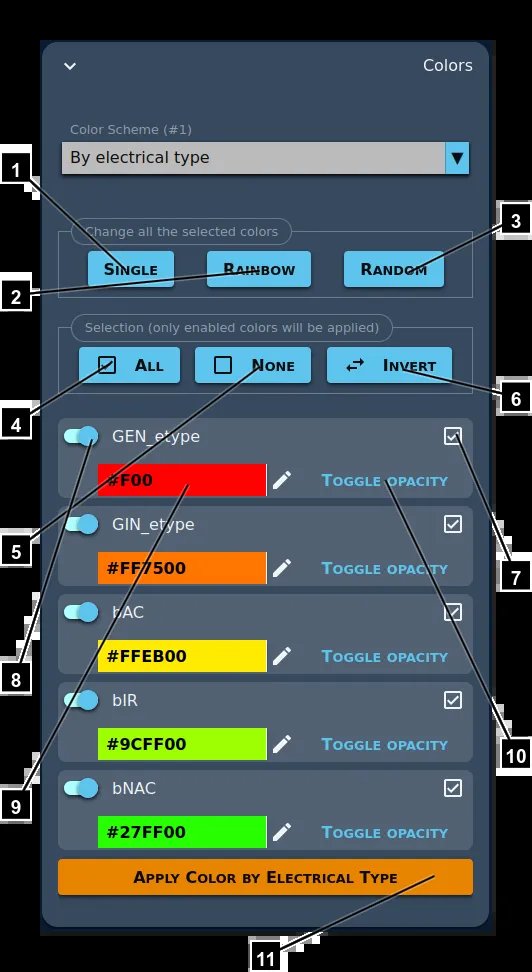 Colors
Color Scheme (#1)
By electrical type
1
Change all the selected colors
3
SINGLE RAINBOW RANDOM
2
Selection (only enabled colors will be applied)
ALL NONE INVERT
6
4
GEN_etype
#F00 TOGGLE OPACITY
GIN_etype
5
#FF7500 TOGGLE OPACITY
7
bAC
#FFEB00 TOGGLE OPACITY
8
bIR
#9CFF00 TOGGLE OPACITY
10
bNAC
9
#27FF00 TOGGLE OPACITY
APPLY COLOR BY ELECTRICAL TYPE
11